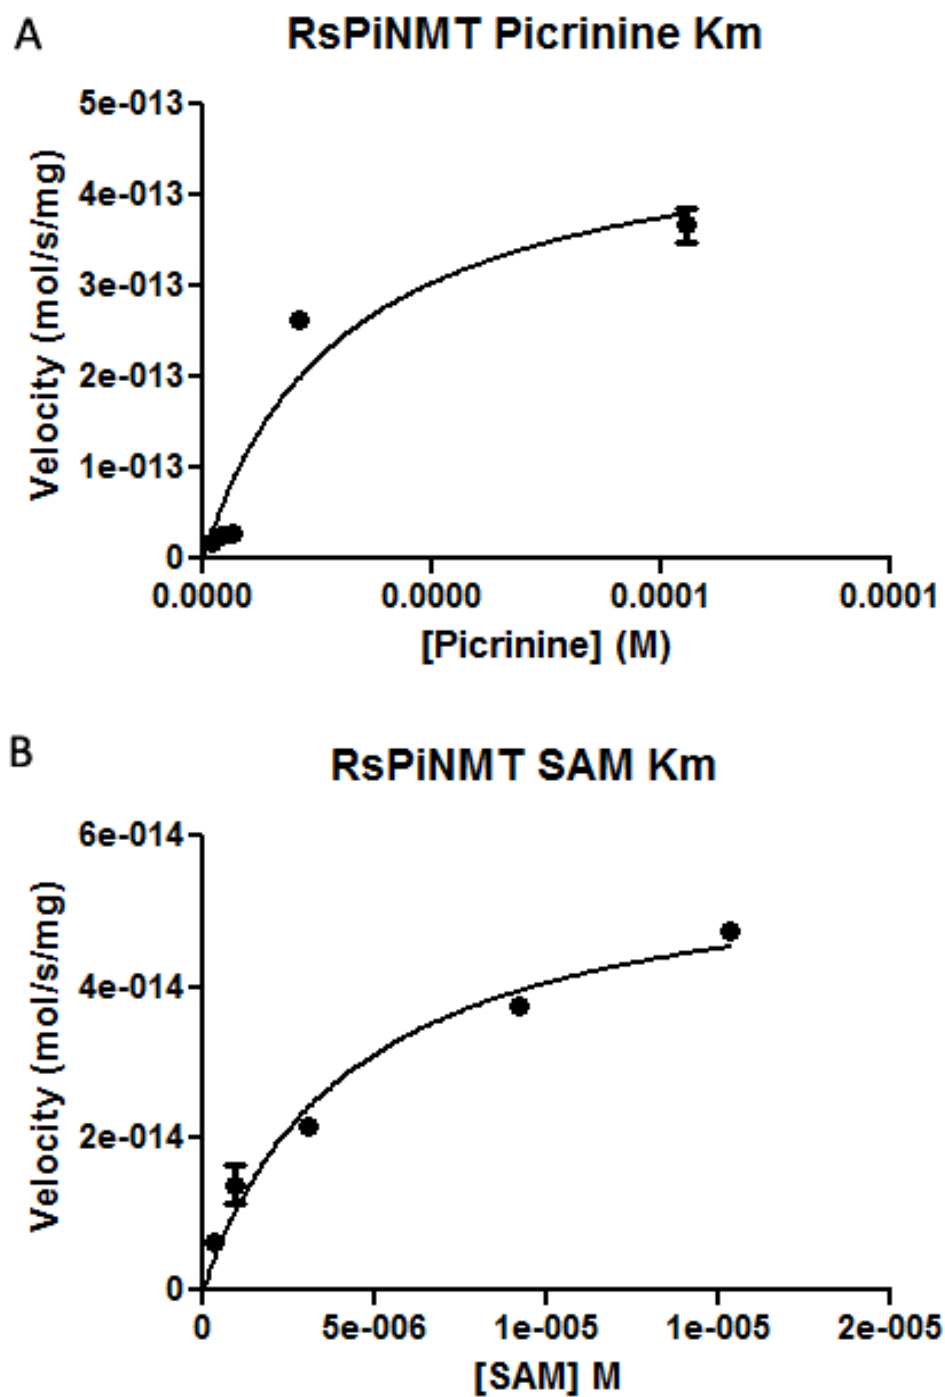 A
RsPiNMT Picrinine Km
5e-013
4e-013
3e-013
2e-013
1e-013
0
Velocity (mol/s/mg)
0.0000 0.0000 0.0001 0.0001
[Picrinine] (M)
B
RsPiNMT SAM Km
6e-014
4e-014
2e-014
0
Velocity (mol/s/mg)
0 5e-006 1e-005 1e-005 2e-005
[SAM] M